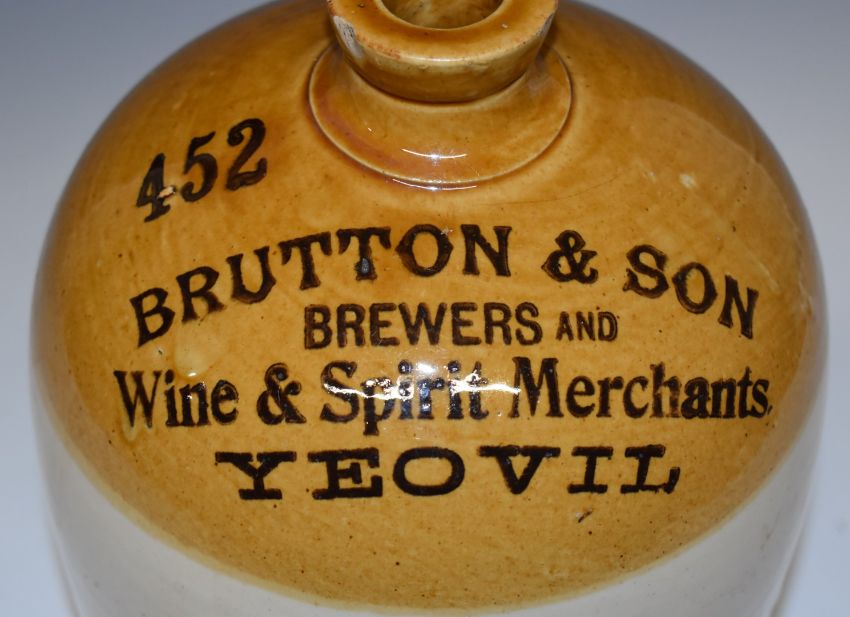 452
BRUTTON & SON
BREWERS AND
Wine & Spirit Merchants.
YEOVIL